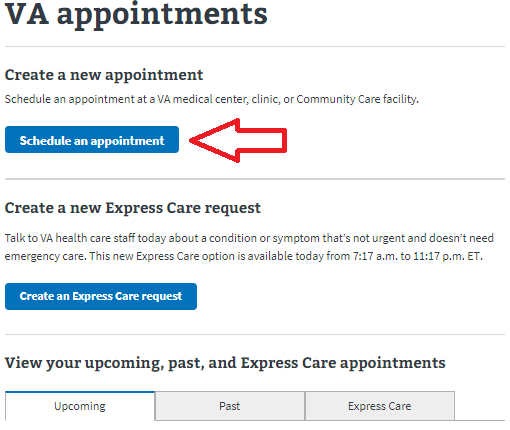 VA appointments
Create a new appointment
Schedule an appointment at a VA medical center, clinic, or Community Care facility.
Schedule an appointment
Create a new Express Care request
Talk to VA health care staff today about a condition or symptom that's not urgent and doesn't need
emergency care. This new Express Care option is available today from 7:17 a.m. to 11:17 p.m. ET.
Create an Express Care request
View your upcoming, past, and Express Care appointments
Upcoming Past Express Care